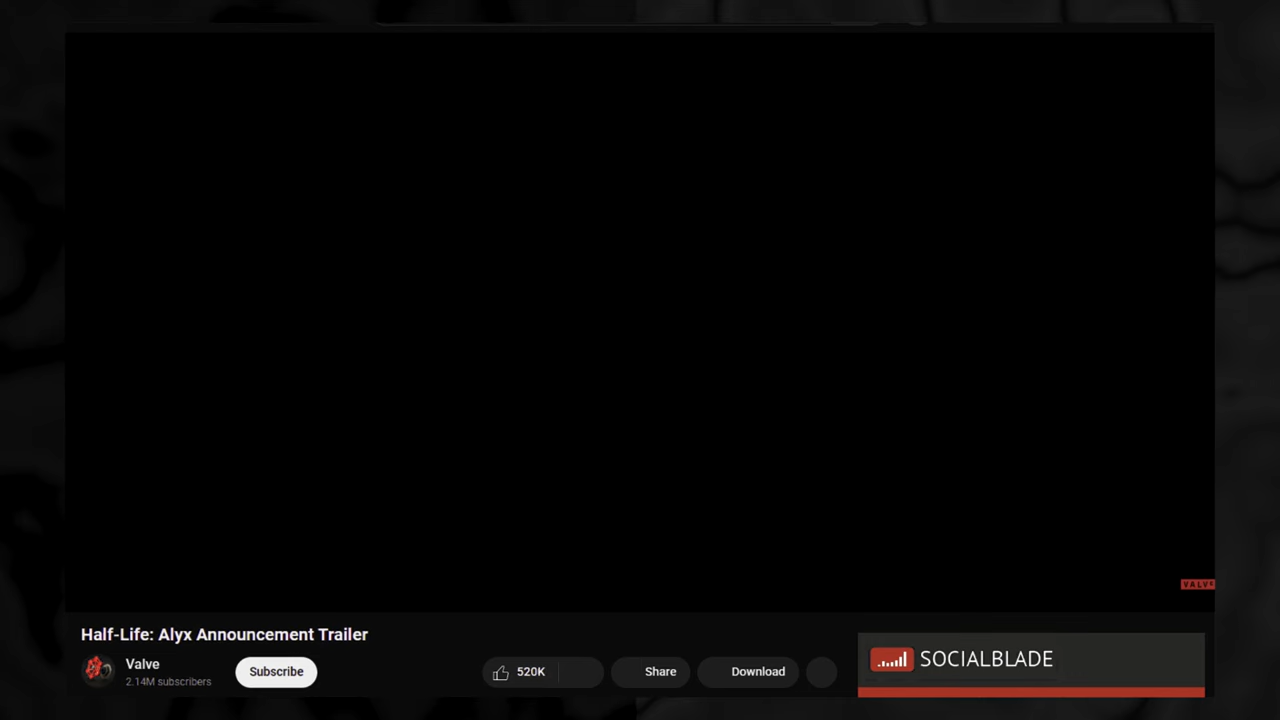 VALVE
Half-Life: Alyx Announcement Trailer
Valve
2.14M subscribers
Subscribe
520K
Share
Download
SOCIALBLADE